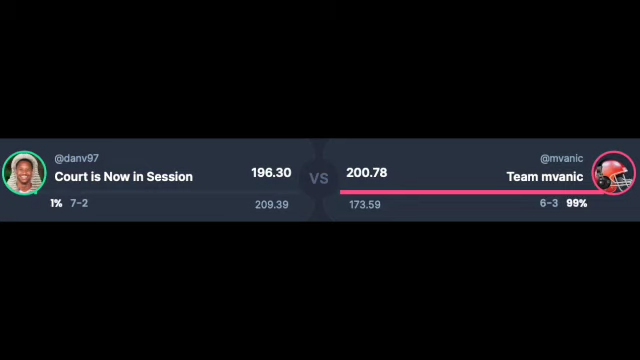 @danv97
Court is Now in Session
196.30
1% 7-2
209.39
VS
@mvanic
200.78
Team mvanic
173.59
6-3 99%